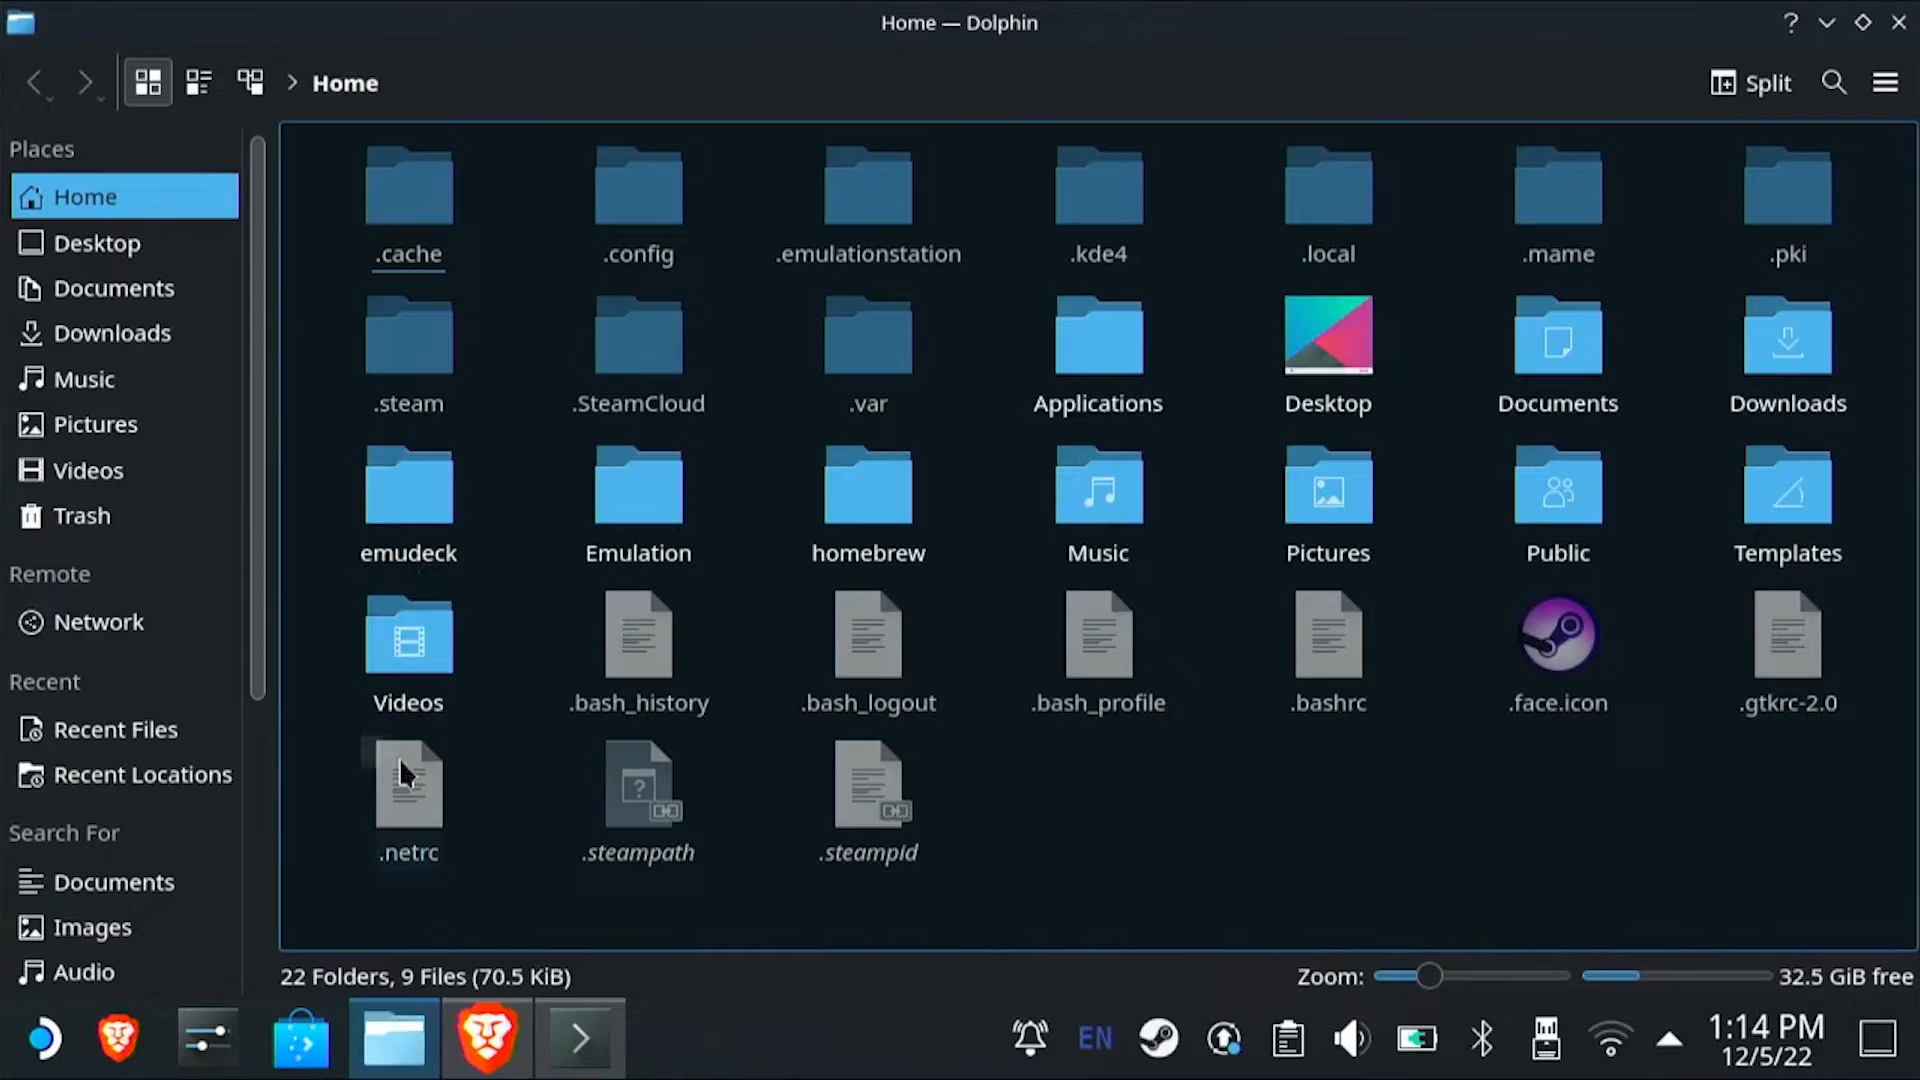 Home — Dolphin
Home
Split
Places
Home
Desktop
Documents
Downloads
Music
Pictures
Videos
Trash
Remote
Network
Recent
Recent Files
Recent Locations
Search For
Documents
Images
Audio
.cache
.config
.emulationstation
.kde4
.local
.mame
.pki
.steam
.SteamCloud
.var
Applications
Desktop
Documents
Downloads
emudeck
Emulation
homebrew
Music
Pictures
Public
Templates
Videos
.bash_history
.bash_logout
.bash_profile
.bashrc
.face.icon
.gtkrc-2.0
.netrc
.steampath
.steampid
22 Folders, 9 Files (70.5 KiB)
Zoom:
32.5 GiB free
EN
1:14 PM
12/5/22